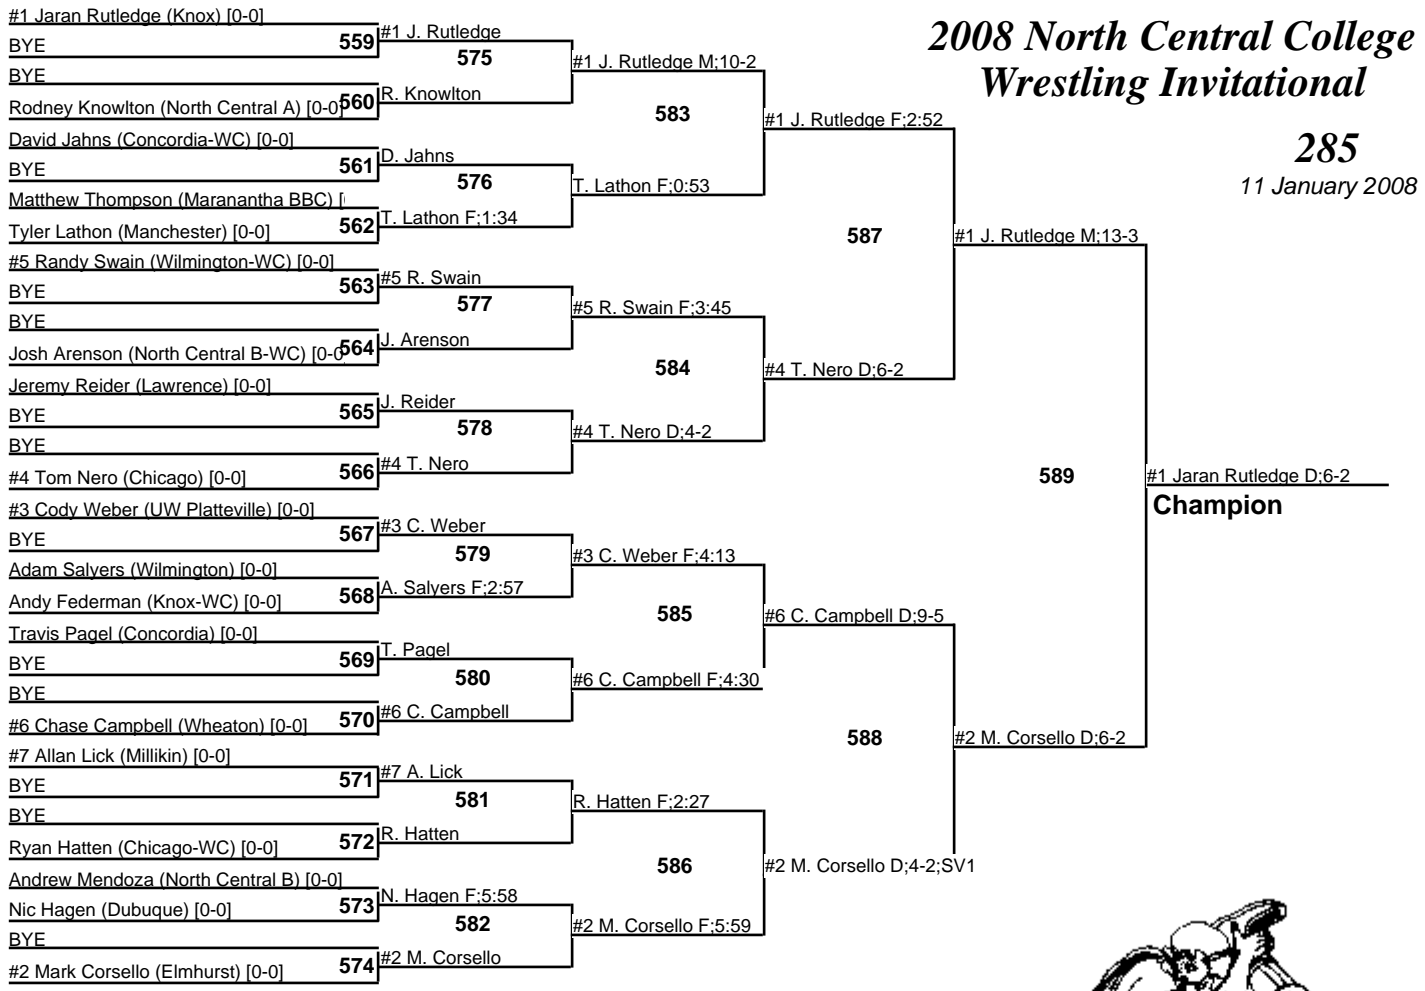 2008 North Central College
Wrestling Invitational
285
11 January 2008
#1 Jaran Rutledge (Knox) [0-0]
BYE
BYE
Rodney Knowlton (North Central A) [0-0]
David Jahns (Concordia-WC) [0-0]
BYE
Matthew Thompson (Maranantha BBC) [
Tyler Lathon (Manchester) [0-0]
#5 Randy Swain (Wilmington-WC) [0-0]
BYE
BYE
Josh Arenson (North Central B-WC) [0-0
Jeremy Reider (Lawrence) [0-0]
BYE
BYE
#4 Tom Nero (Chicago) [0-0]
#3 Cody Weber (UW Platteville) [0-0]
BYE
Adam Salyers (Wilmington) [0-0]
Andy Federman (Knox-WC) [0-0]
Travis Pagel (Concordia) [0-0]
BYE
BYE
#6 Chase Campbell (Wheaton) [0-0]
#7 Allan Lick (Millikin) [0-0]
BYE
BYE
Ryan Hatten (Chicago-WC) [0-0]
Andrew Mendoza (North Central B) [0-0]
Nic Hagen (Dubuque) [0-0]
BYE
#2 Mark Corsello (Elmhurst) [0-0]
559
560
561
562
563
564
565
566
567
568
569
570
571
572
573
574
#1 J. Rutledge
R. Knowlton
D. Jahns
T. Lathon F;1:34
#5 R. Swain
J. Arenson
J. Reider
#4 T. Nero
#3 C. Weber
A. Salyers F;2:57
T. Pagel
#6 C. Campbell
#7 A. Lick
R. Hatten
N. Hagen F;5:58
#2 M. Corsello
575
576
577
578
579
580
581
582
#1 J. Rutledge M;10-2
T. Lathon F;0:53
#5 R. Swain F;3:45
#4 T. Nero D;4-2
#3 C. Weber F;4:13
#6 C. Campbell F;4:30
R. Hatten F;2:27
#2 M. Corsello F;5:59
583
584
585
586
#1 J. Rutledge F;2:52
#4 T. Nero D;6-2
#6 C. Campbell D;9-5
#2 M. Corsello D;4-2;SV1
587
588
#1 J. Rutledge M;13-3
#2 M. Corsello D;6-2
589
#1 Jaran Rutledge D;6-2
Champion